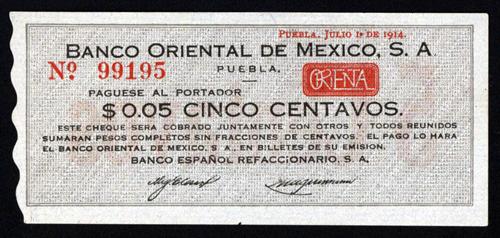 PUEBLA, JULIO 1º DE 1914.
BANCO ORIENTAL DE MEXICO, S. A.
Nº 99195
PUEBLA.
ORIENTAL
PAGUESE AL PORTADOR
$ 0.05 CINCO CENTAVOS.
ESTE CHEQUE SERA COBRADO JUNTAMENTE CON OTROS Y TODOS REUNIDOS
SUMARAN PESOS COMPLETOS SIN FRACCIONES DE CENTAVOS. EL PAGO LO HARA
EL BANCO ORIENTAL DE MEXICO, S A., EN BILLETES DE SU EMISION.
BANCO ESPAÑOL REFACCIONARIO, S. A.